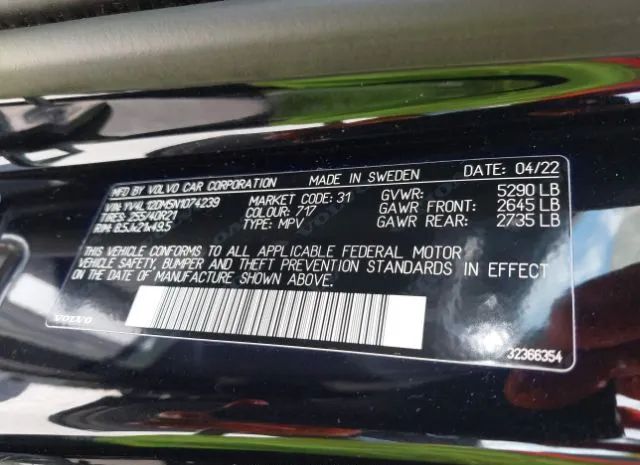 MFD BY VOLVO CAR CORPORATION MADE IN SWEDEN DATE: 04/22
VIN: YV4L12DM5N1074239 MARKET CODE: 31 GVWR: 5290 LB
TIRES: 255/40R21 COLOUR: 717 GAWR FRONT: 2645 LB
RIM: 8.5Jx21x49.5 TYPE: MPV GAWR REAR: 2735 LB
THIS VEHICLE CONFORMS TO ALL APPLICABLE FEDERAL MOTOR
VEHICLE SAFETY, BUMPER AND THEFT PREVENTION STANDARDS IN EFFECT
ON DATE OF MANUFACTURE SHOWN ABOVE.
VOLVO 32366354